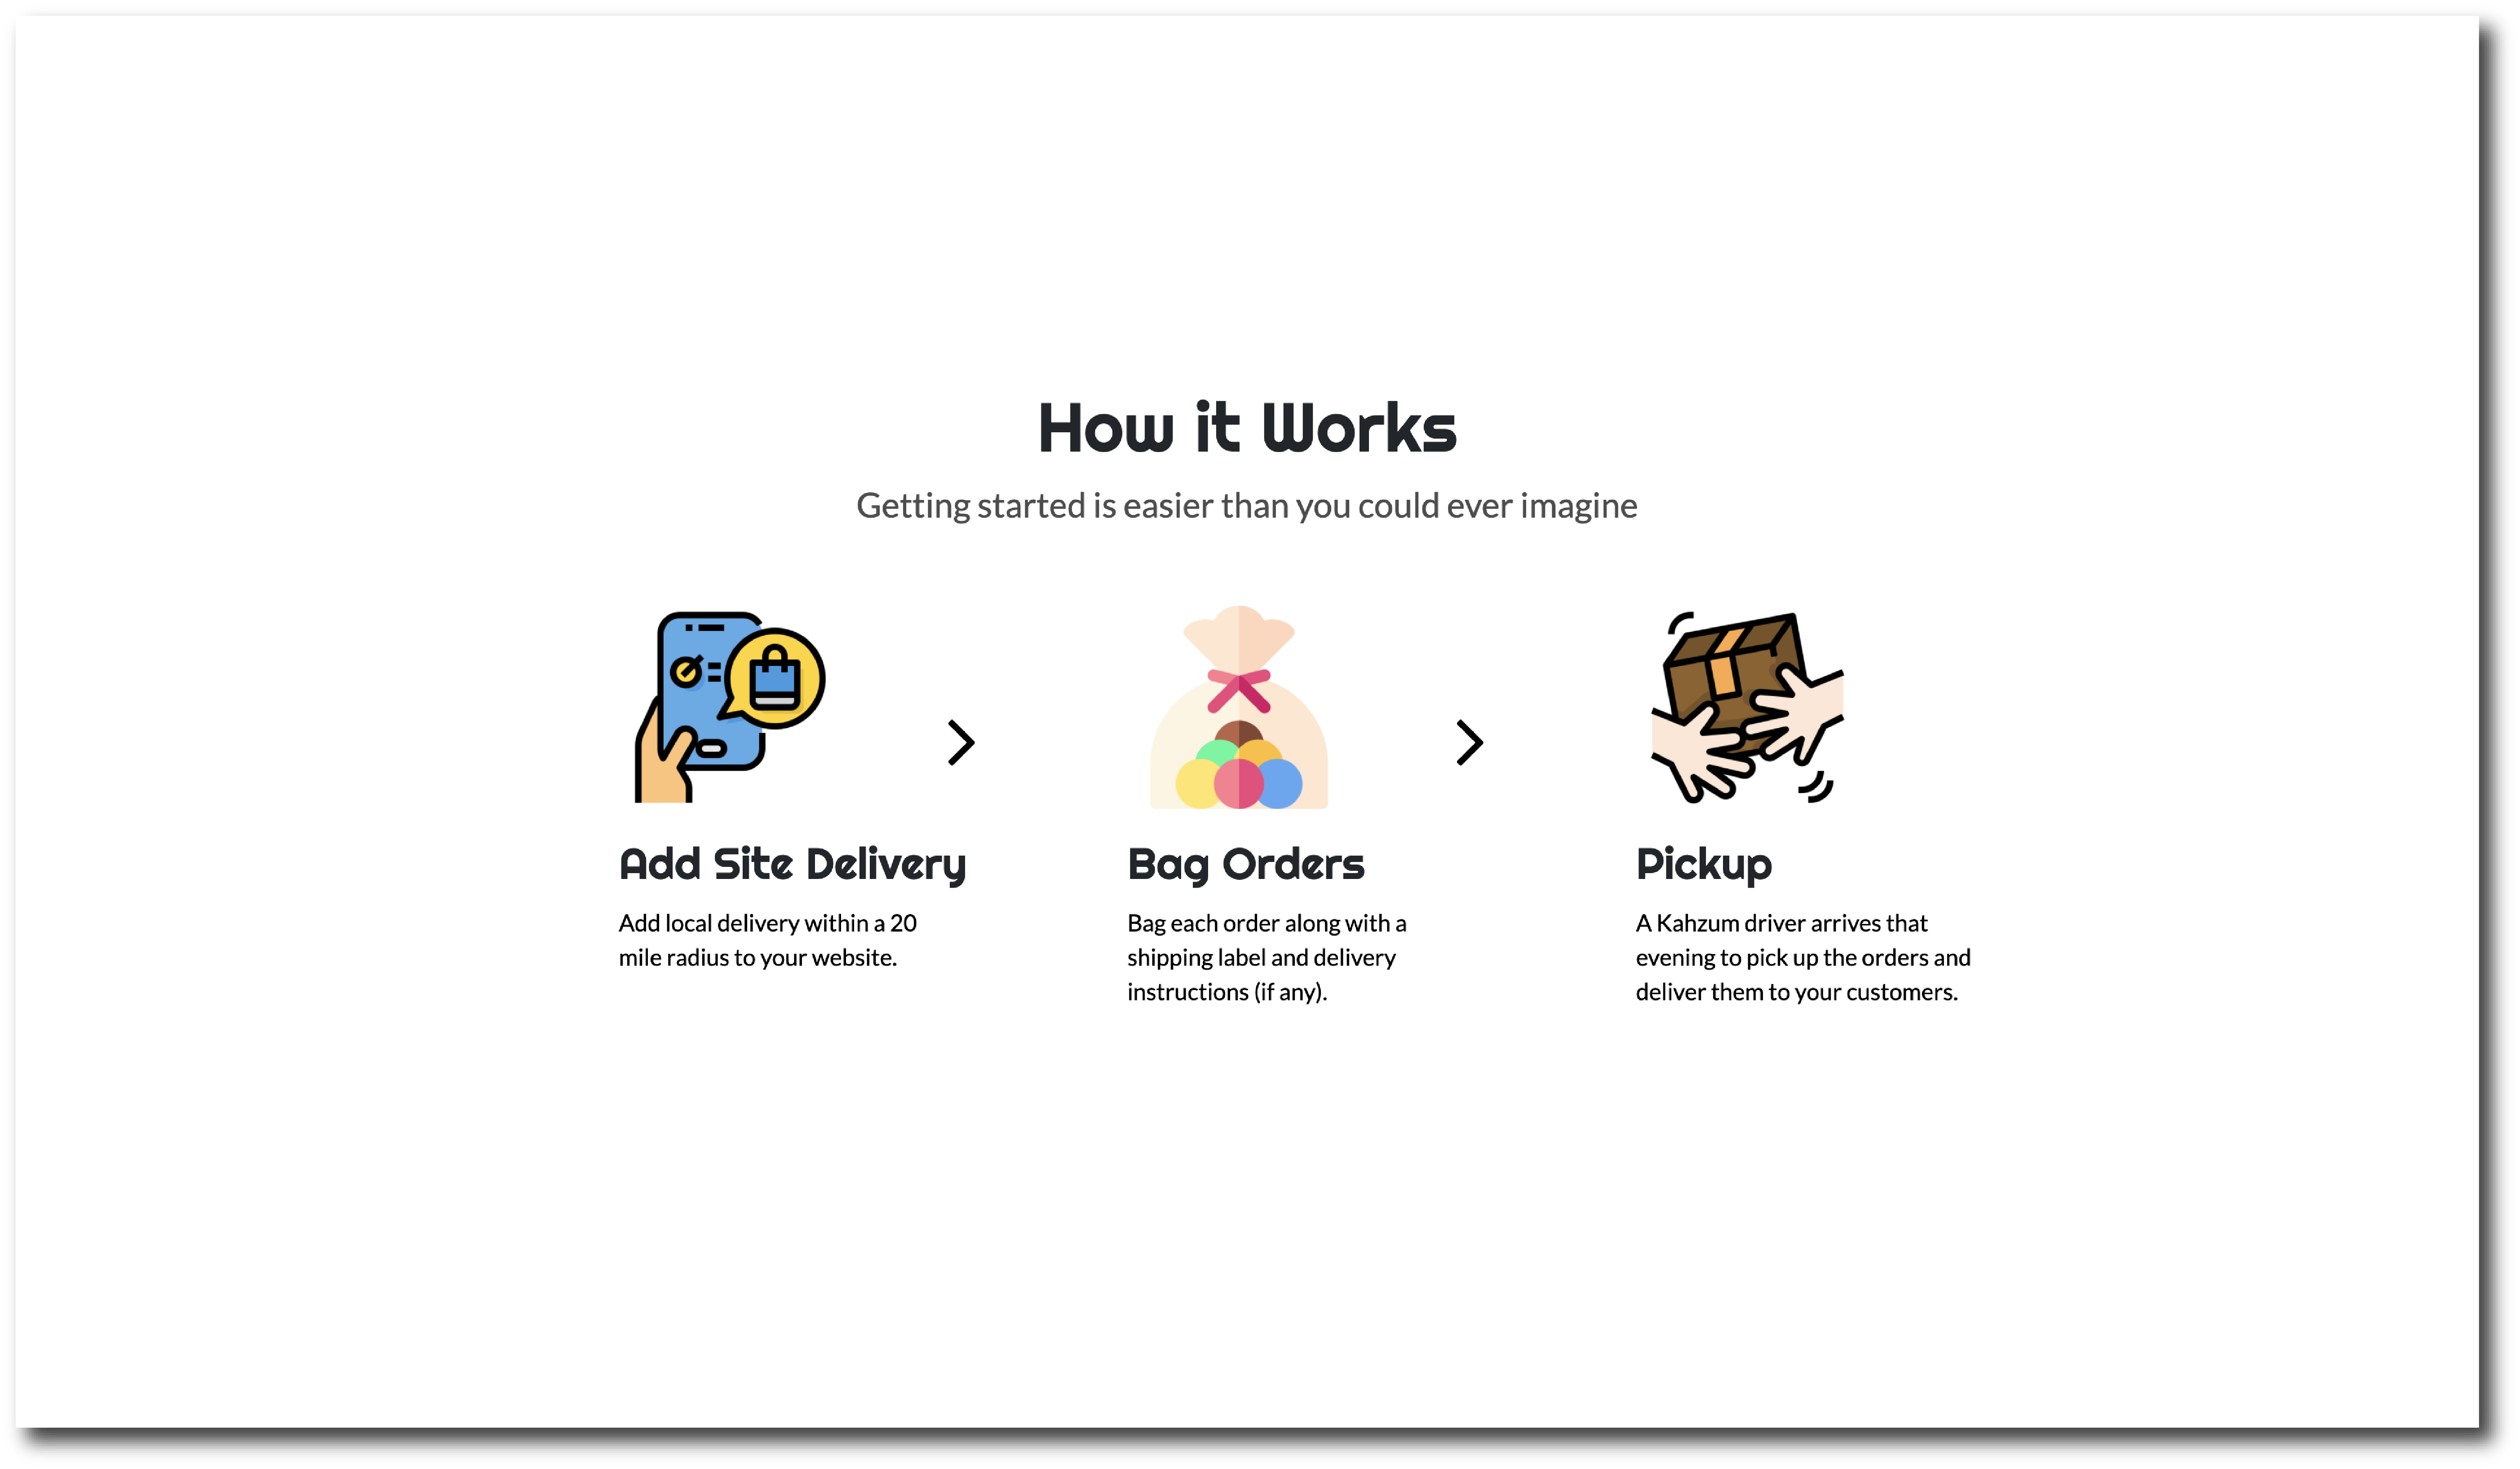 How it Works
Getting started is easier than you could ever imagine
Add Site Delivery
Add local delivery within a 20
mile radius to your website.
Bag Orders
Bag each order along with a
shipping label and delivery
instructions (if any).
Pickup
A Kahzum driver arrives that
evening to pick up the orders and
deliver them to your customers.